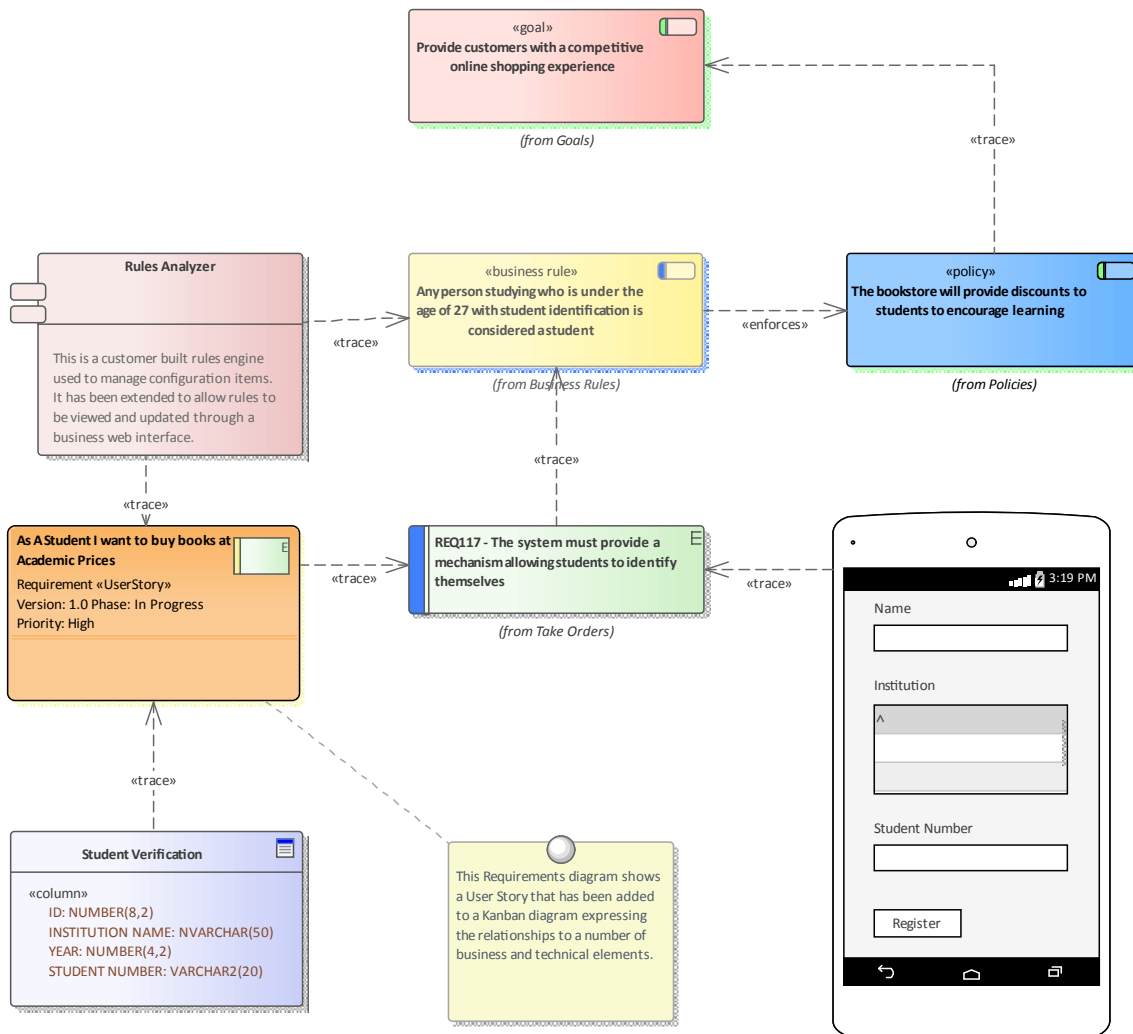 «goal»
Provide customers with a competitive
online shopping experience
(from Goals)
«trace»
Rules Analyzer
This is a customer built rules engine
used to manage configuration items.
It has been extended to allow rules to
be viewed and updated through a
business web interface.
«trace»
«business rule»
Any person studying who is under the
age of 27 with student identification is
considered a student
(from Business Rules)
«enforces»
«policy»
The bookstore will provide discounts to
students to encourage learning
(from Policies)
«trace»
«trace»
As A Student I want to buy books at
Academic Prices
E
Requirement «UserStory»
Version: 1.0 Phase: In Progress
Priority: High
«trace»
REQ117 - The system must provide a
mechanism allowing students to identify
themselves
E
(from Take Orders)
«trace»
3:19 PM
Name
Institution
^
Student Number
Register
«trace»
Student Verification
«column»
ID: NUMBER(8,2)
INSTITUTION NAME: NVARCHAR(50)
YEAR: NUMBER(4,2)
STUDENT NUMBER: VARCHAR2(20)
This Requirements diagram shows
a User Story that has been added
to a Kanban diagram expressing
the relationships to a number of
business and technical elements.